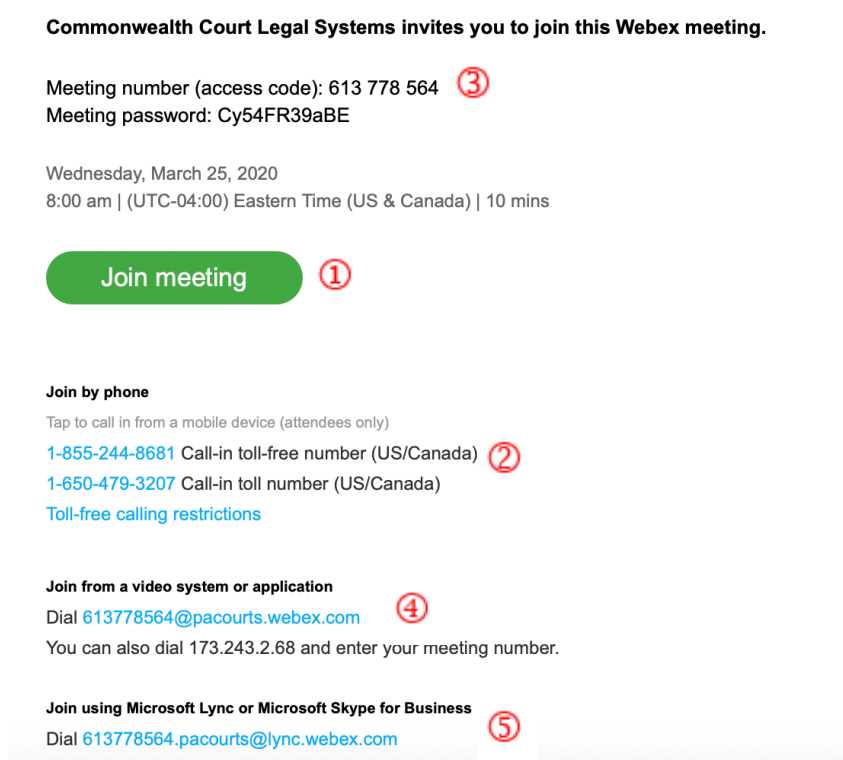 Commonwealth Court Legal Systems invites you to join this Webex meeting.
Meeting number (access code): 613 778 564 ③
Meeting password: Cy54FR39aBE
Wednesday, March 25, 2020
8:00 am | (UTC-04:00) Eastern Time (US & Canada) | 10 mins
Join meeting ①
Join by phone
Tap to call in from a mobile device (attendees only)
1-855-244-8681 Call-in toll-free number (US/Canada) ②
1-650-479-3207 Call-in toll number (US/Canada)
Toll-free calling restrictions
Join from a video system or application
Dial 613778564@pacourts.webex.com ④
You can also dial 173.243.2.68 and enter your meeting number.
Join using Microsoft Lync or Microsoft Skype for Business
Dial 613778564.pacourts@lync.webex.com ⑤